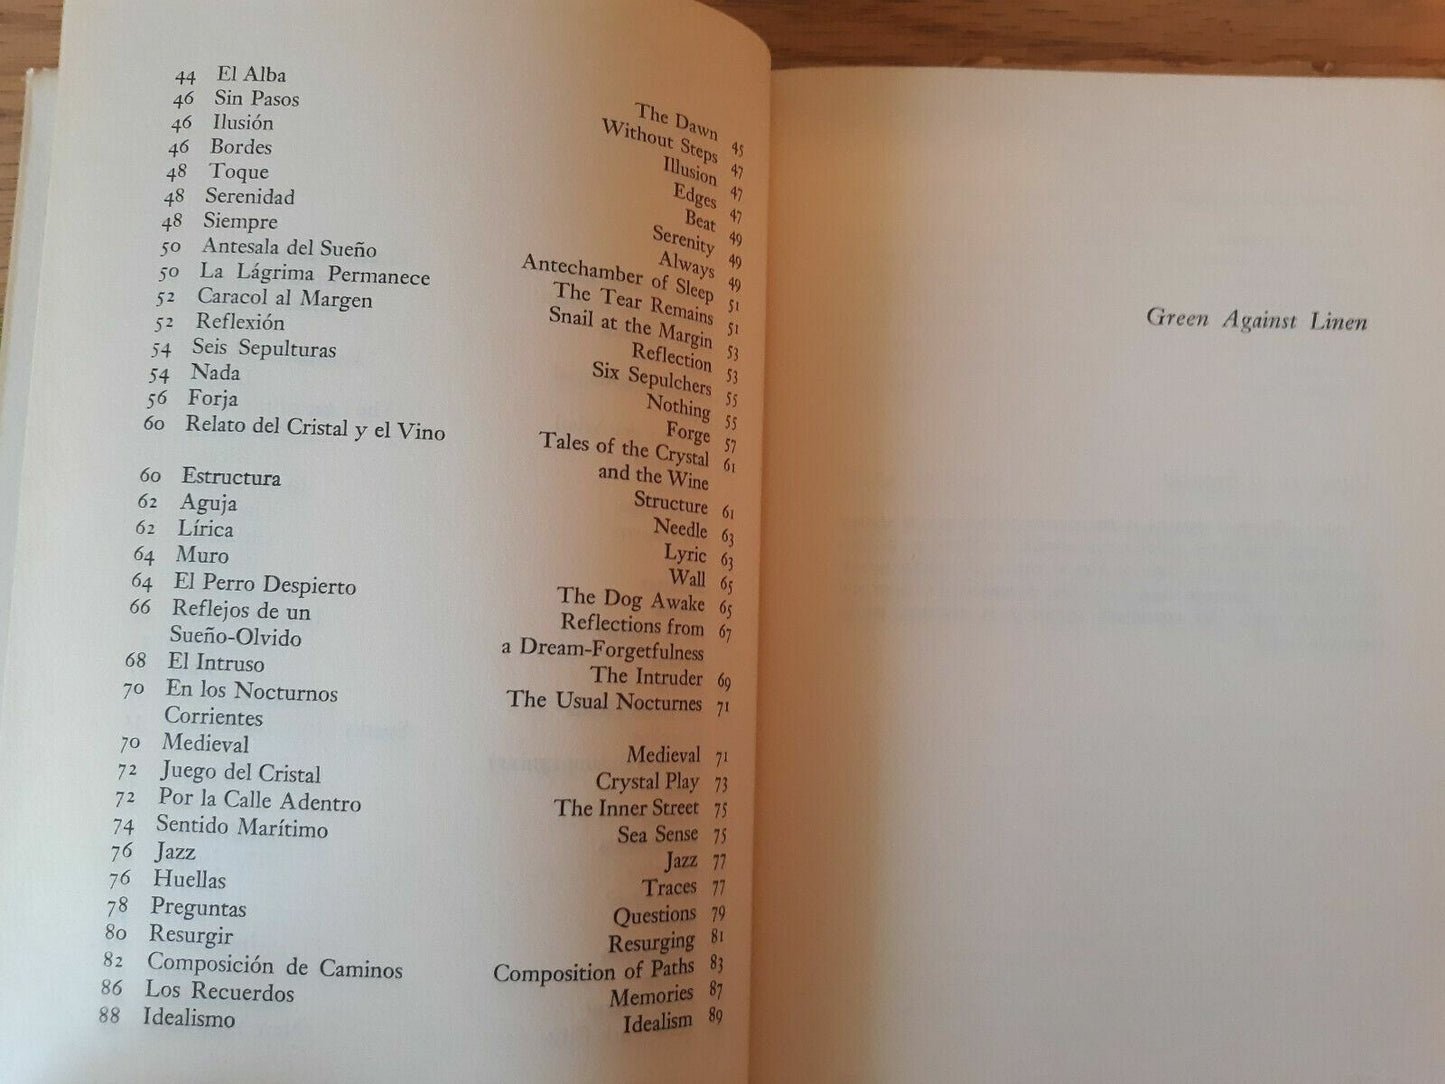 44 El Alba
46 Sin Pasos
46 Ilusión
46 Bordes
48 Toque
48 Serenidad
48 Siempre
50 Antesala del Sueño
50 La Lágrima Permanece
52 Caracol al Margen
52 Reflexión
54 Seis Sepulturas
54 Nada
56 Forja
60 Relato del Cristal y el Vino
60 Estructura
62 Aguja
62 Lírica
64 Muro
64 El Perro Despierto
66 Reflejos de un
Sueño-Olvido
68 El Intruso
70 En los Nocturnos
Corrientes
70 Medieval
72 Juego del Cristal
72 Por la Calle Adentro
74 Sentido Marítimo
76 Jazz
76 Huellas
78 Preguntas
80 Resurgir
82 Composición de Caminos
86 Los Recuerdos
88 Idealismo
The Dawn 45
Without Steps 47
Illusion 47
Edges 47
Beat 49
Serenity 49
Always 49
Antechamber of Sleep 51
The Tear Remains 51
Snail at the Margin 53
Reflection 53
Six Sepulchers 55
Nothing 55
Forge 57
Tales of the Crystal 61
and the Wine
Structure 61
Needle 63
Lyric 63
Wall 65
The Dog Awake 65
Reflections from 67
a Dream-Forgetfulness
The Intruder 69
The Usual Nocturnes 71
Medieval 71
Crystal Play 73
The Inner Street 75
Sea Sense 75
Jazz 77
Traces 77
Questions 79
Resurging 81
Composition of Paths 83
Memories 87
Idealism 89
Green Against Linen